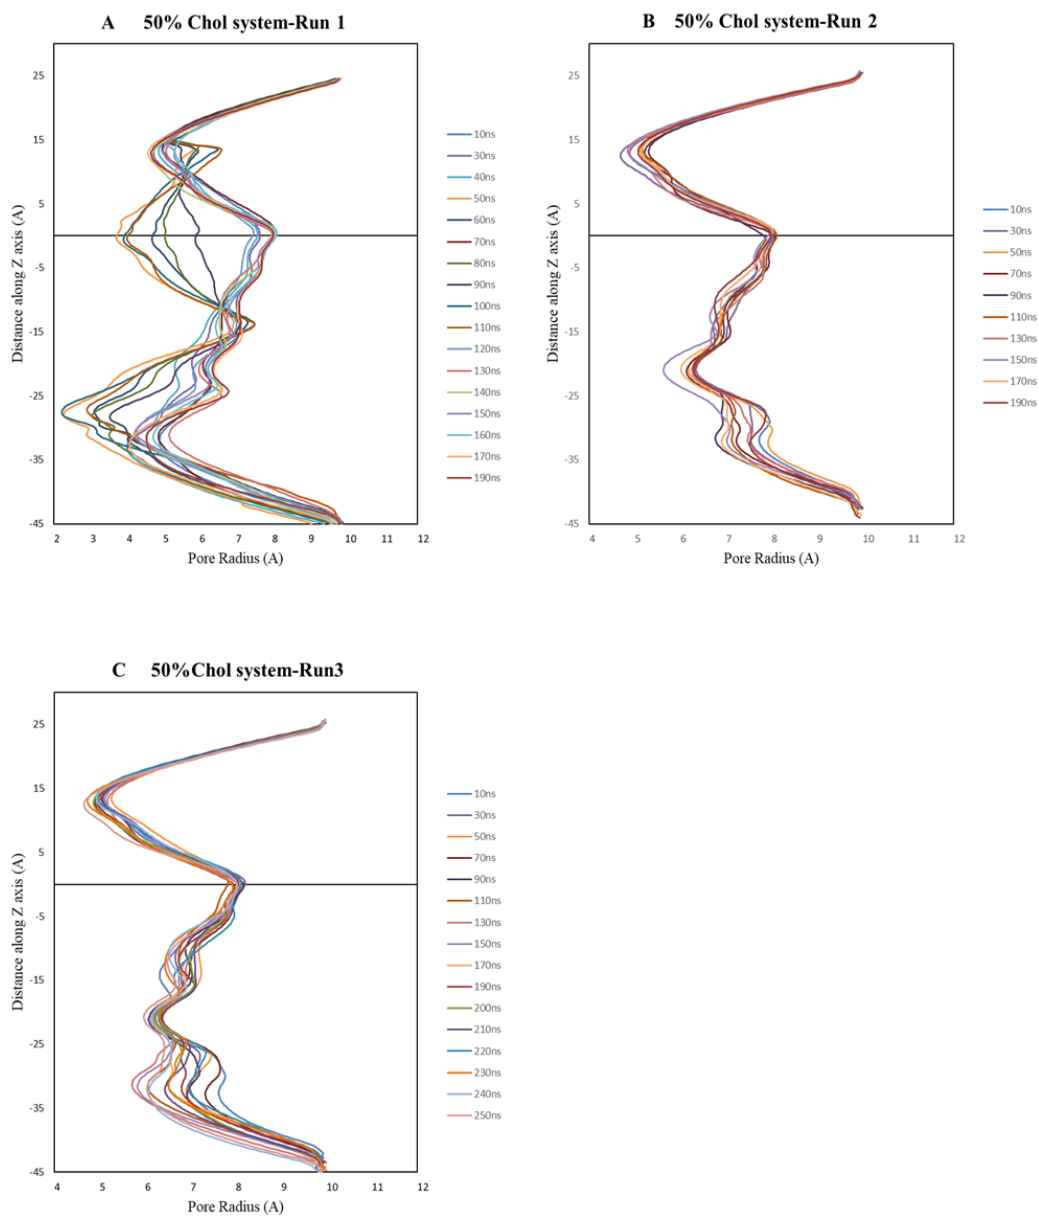 A 50% Chol system-Run 1
25
15
5
-5
-15
-25
-35
-45
Distance along Z axis (A)
2 3 4 5 6 7 8 9 10 11 12
Pore Radius (A)
10ns
30ns
40ns
50ns
60ns
70ns
80ns
90ns
100ns
110ns
120ns
130ns
140ns
150ns
160ns
170ns
190ns
B 50% Chol system-Run 2
25
15
5
-5
-15
-25
-35
-45
Distance along Z axis (A)
4 5 6 7 8 9 10 11 12
Pore Radius (A)
10ns
30ns
50ns
70ns
90ns
110ns
130ns
150ns
170ns
190ns
C 50%Chol system-Run3
25
15
5
-5
-15
-25
-35
-45
Distance along Z axis (A)
4 5 6 7 8 9 10 11 12
Pore Radius (A)
10ns
30ns
50ns
70ns
90ns
110ns
130ns
150ns
170ns
190ns
200ns
210ns
220ns
230ns
240ns
250ns